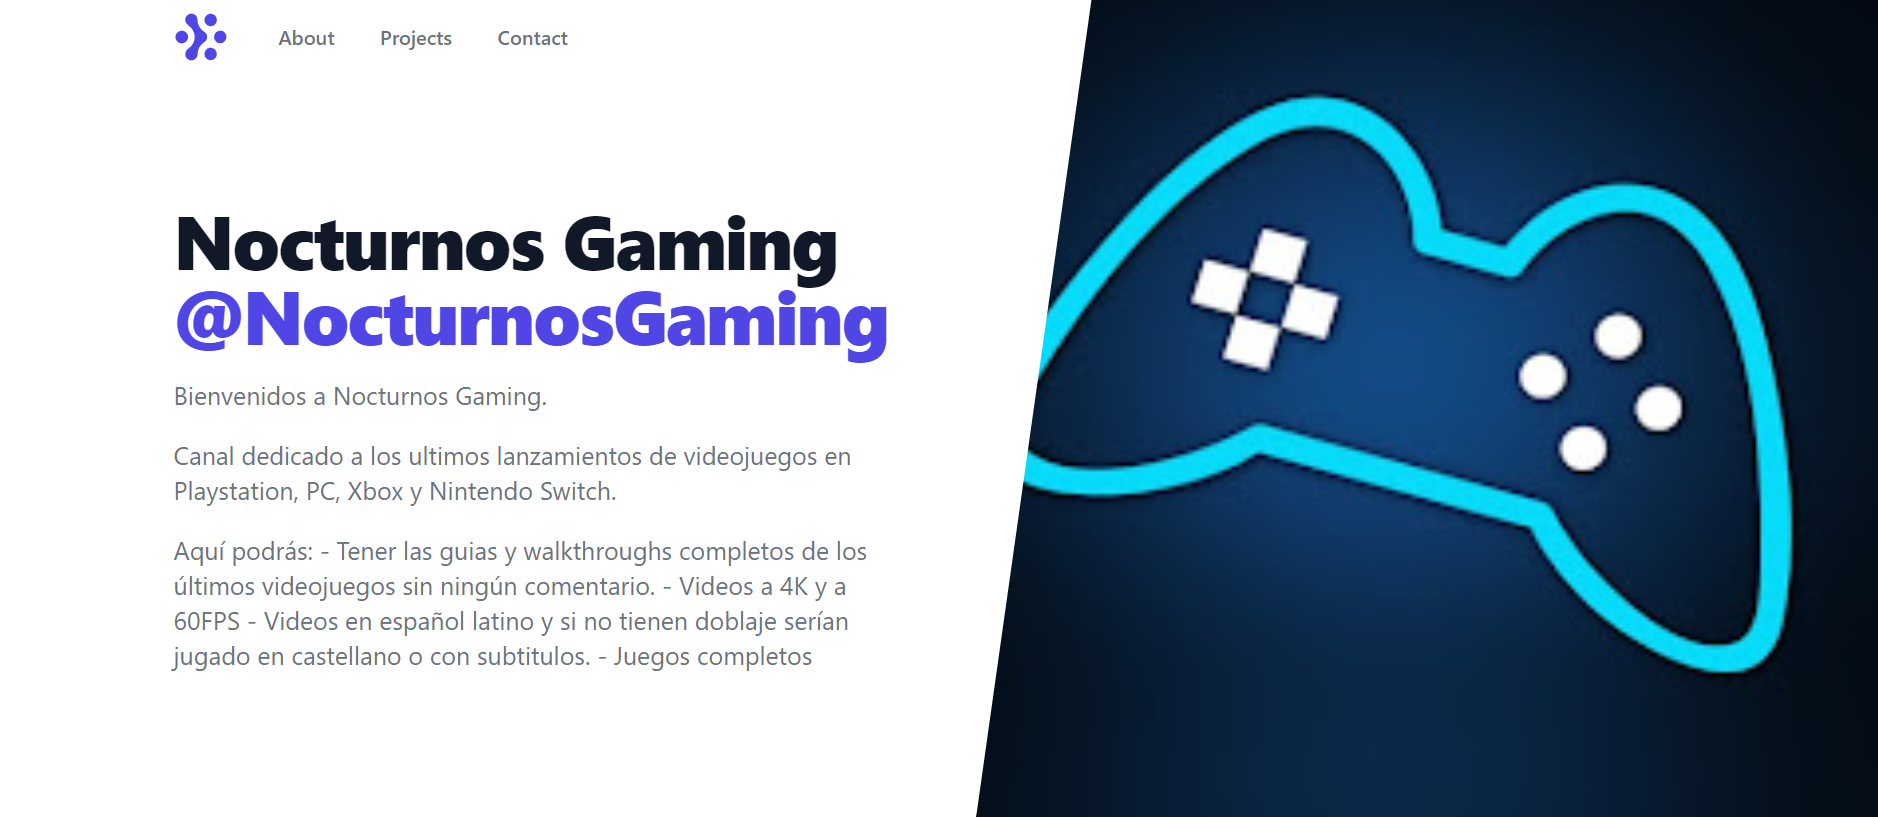 About
Projects
Contact
Nocturnos Gaming
@NocturnosGaming
Bienvenidos a Nocturnos Gaming.
Canal dedicado a los ultimos lanzamientos de videojuegos en
Playstation, PC, Xbox y Nintendo Switch.
Aquí podrás: - Tener las guias y walkthroughs completos de los
últimos videojuegos sin ningún comentario. - Videos a 4K y a
60FPS - Videos en español latino y si no tienen doblaje serían
jugado en castellano o con subtitulos. - Juegos completos